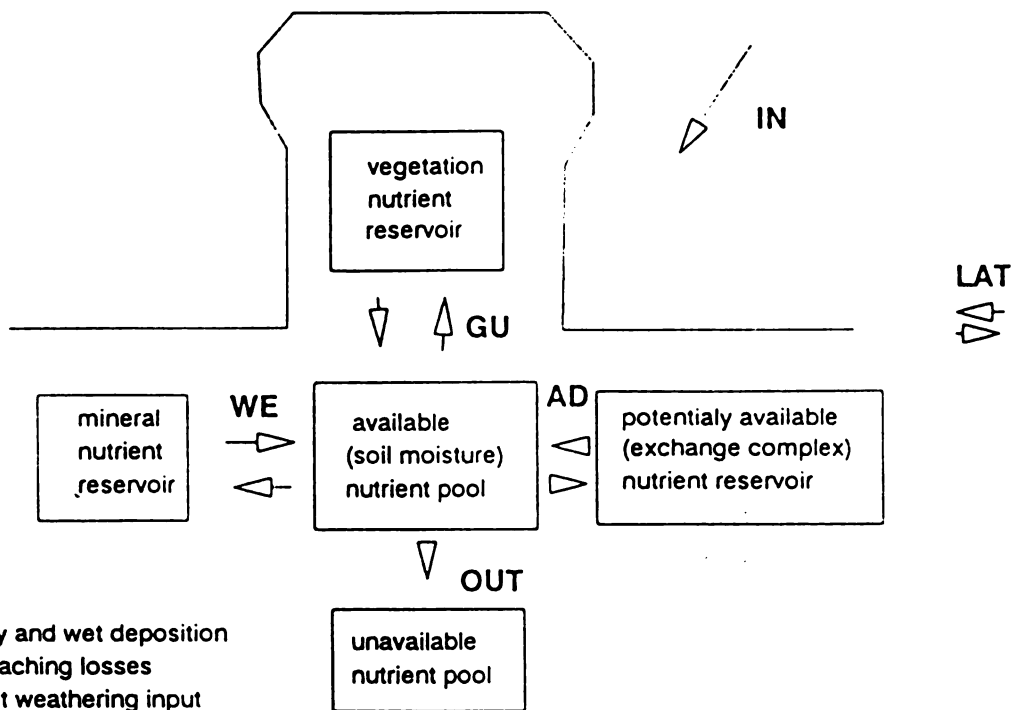 IN
vegetation
nutrient
reservoir
LAT
GU
WE
AD
mineral
nutrient
reservoir
available
(soil moisture)
nutrient pool
potentialy available
(exchange complex)
nutrient reservoir
OUT
unavailable
nutrient pool
and wet deposition
losses
weathering input